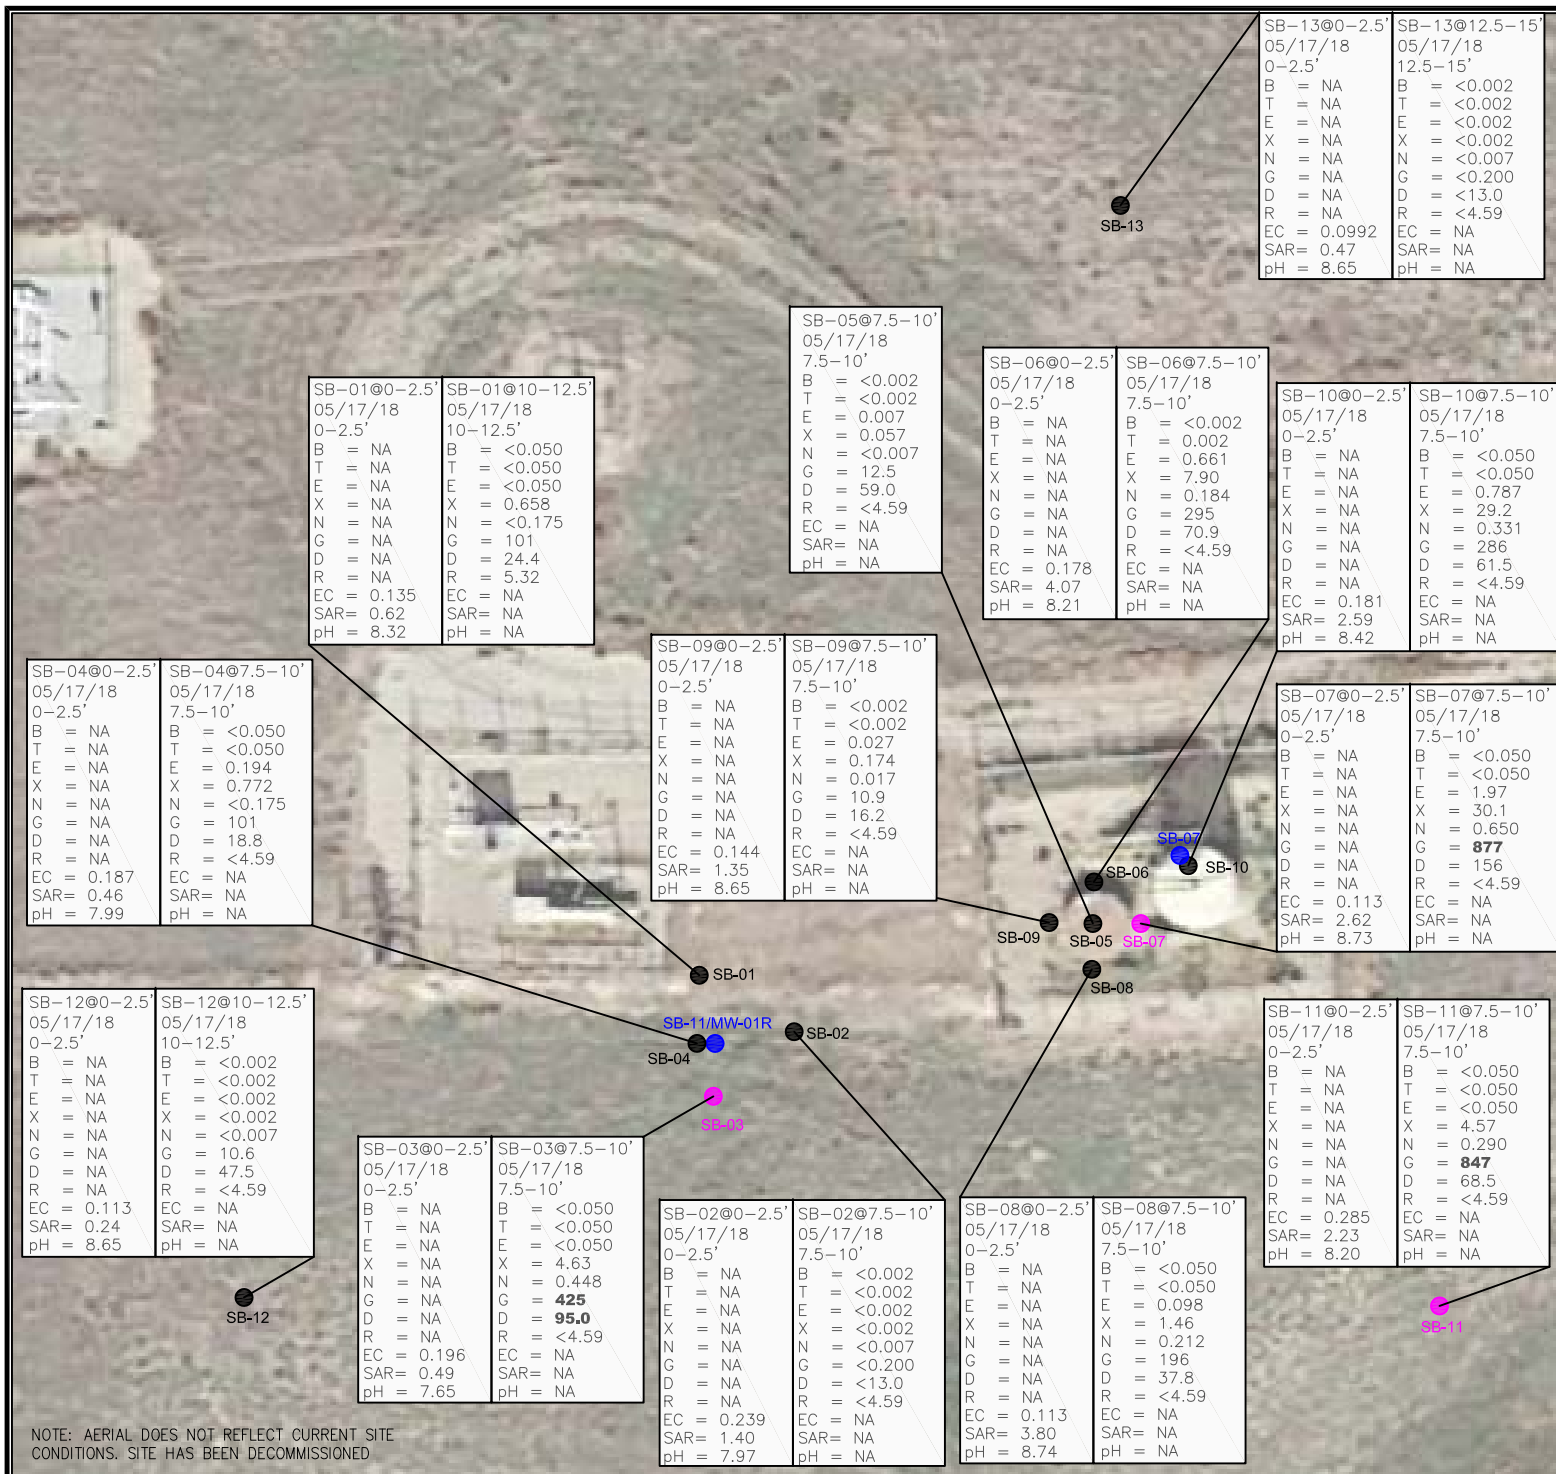 SB-13@0-2.5'
05/17/18
0-2.5'
B = NA
T = NA
E = NA
X = NA
N = NA
G = NA
D = NA
R = NA
EC = 0.0992
SAR= 0.47
pH = 8.65
SB-13@12.5-15'
05/17/18
12.5-15'
B = <0.002
T = <0.002
E = <0.002
X = <0.002
N = <0.007
G = <0.200
D = <13.0
R = <4.59
EC = NA
SAR= NA
pH = NA
SB-13
SB-05@7.5-10'
05/17/18
7.5-10'
B = <0.002
T = <0.002
E = 0.007
X = 0.057
N = <0.007
G = 12.5
D = 59.0
R = <4.59
EC = NA
SAR= NA
pH = NA
SB-06@0-2.5'
05/17/18
0-2.5'
B = NA
T = NA
E = NA
X = NA
N = NA
G = NA
D = NA
R = NA
EC = 0.178
SAR= 4.07
pH = 8.21
SB-06@7.5-10'
05/17/18
7.5-10'
B = <0.002
T = 0.002
E = 0.661
X = 7.90
N = 0.184
G = 295
D = 70.9
R = <4.59
EC = NA
SAR= NA
pH = NA
SB-01@0-2.5'
05/17/18
0-2.5'
B = NA
T = NA
E = NA
X = NA
N = NA
G = NA
D = NA
R = NA
EC = 0.135
SAR= 0.62
pH = 8.32
SB-01@10-12.5'
05/17/18
10-12.5'
B = <0.050
T = <0.050
E = <0.050
X = 0.658
N = <0.175
G = 101
D = 24.4
R = 5.32
EC = NA
SAR= NA
pH = NA
SB-10@0-2.5'
05/17/18
0-2.5'
B = NA
T = NA
E = NA
X = NA
N = NA
G = NA
D = NA
R = NA
EC = 0.181
SAR= 2.59
pH = 8.42
SB-10@7.5-10'
05/17/18
7.5-10'
B = <0.050
T = <0.050
E = 0.787
X = 29.2
N = 0.331
G = 286
D = 61.5
R = <4.59
EC = NA
SAR= NA
pH = NA
SB-04@0-2.5'
05/17/18
0-2.5'
B = NA
T = NA
E = NA
X = NA
N = NA
G = NA
D = NA
R = NA
EC = 0.187
SAR= 0.46
pH = 7.99
SB-04@7.5-10'
05/17/18
7.5-10'
B = <0.050
T = <0.050
E = 0.194
X = 0.772
N = <0.175
G = 101
D = 18.8
R = <4.59
EC = NA
SAR= NA
pH = NA
SB-09@0-2.5'
05/17/18
0-2.5'
B = NA
T = NA
E = NA
X = NA
N = NA
G = NA
D = NA
R = NA
EC = 0.144
SAR= 1.35
pH = 8.65
SB-09@7.5-10'
05/17/18
7.5-10'
B = <0.002
T = <0.002
E = 0.027
X = 0.174
N = 0.017
G = 10.9
D = 16.2
R = <4.59
EC = NA
SAR= NA
pH = NA
SB-07@0-2.5'
05/17/18
0-2.5'
B = NA
T = NA
E = NA
X = NA
N = NA
G = NA
D = NA
R = NA
EC = 0.113
SAR= 2.62
pH = 8.73
SB-07@7.5-10'
05/17/18
7.5-10'
B = <0.050
T = <0.050
E = 1.97
X = 30.1
N = 0.650
G = 877
D = 156
R = <4.59
EC = NA
SAR= NA
pH = NA
SB-07
SB-10
SB-06
SB-09
SB-05
SB-07
SB-08
SB-01
SB-11/MW-01R
SB-02
SB-04
SB-03
SB-12@0-2.5'
05/17/18
0-2.5'
B = NA
T = NA
E = NA
X = NA
N = NA
G = NA
D = NA
R = NA
EC = 0.113
SAR= 0.24
pH = 8.65
SB-12@10-12.5'
05/17/18
10-12.5'
B = <0.002
T = <0.002
E = <0.002
X = <0.002
N = <0.007
G = 10.6
D = 47.5
R = <4.59
EC = NA
SAR= NA
pH = NA
SB-12
SB-03@0-2.5'
05/17/18
0-2.5'
B = NA
T = NA
E = NA
X = NA
N = NA
G = NA
D = NA
R = NA
EC = 0.196
SAR= 0.49
pH = 7.65
SB-03@7.5-10'
05/17/18
7.5-10'
B = <0.050
T = <0.050
E = <0.050
X = 4.63
N = 0.448
G = 425
D = 95.0
R = <4.59
EC = NA
SAR= NA
pH = NA
SB-02@0-2.5'
05/17/18
0-2.5'
B = NA
T = NA
E = NA
X = NA
N = NA
G = NA
D = NA
R = NA
EC = 0.239
SAR= 1.40
pH = 7.97
SB-02@7.5-10'
05/17/18
7.5-10'
B = <0.002
T = <0.002
E = <0.002
X = <0.002
N = <0.007
G = <0.200
D = <13.0
R = <4.59
EC = NA
SAR= NA
pH = NA
SB-08@0-2.5'
05/17/18
0-2.5'
B = NA
T = NA
E = NA
X = NA
N = NA
G = NA
D = NA
R = NA
EC = 0.113
SAR= 3.80
pH = 8.74
SB-08@7.5-10'
05/17/18
7.5-10'
B = <0.050
T = <0.050
E = 0.098
X = 1.46
N = 0.212
G = 196
D = 37.8
R = <4.59
EC = NA
SAR= NA
pH = NA
SB-11@0-2.5'
05/17/18
0-2.5'
B = NA
T = NA
E = NA
X = NA
N = NA
G = NA
D = NA
R = NA
EC = 0.285
SAR= 2.23
pH = 8.20
SB-11@7.5-10'
05/17/18
7.5-10'
B = <0.050
T = <0.050
E = <0.050
X = 4.57
N = 0.290
G = 847
D = 68.5
R = <4.59
EC = NA
SAR= NA
pH = NA
SB-11
NOTE: AERIAL DOES NOT REFLECT CURRENT SITE
CONDITIONS. SITE HAS BEEN DECOMMISSIONED